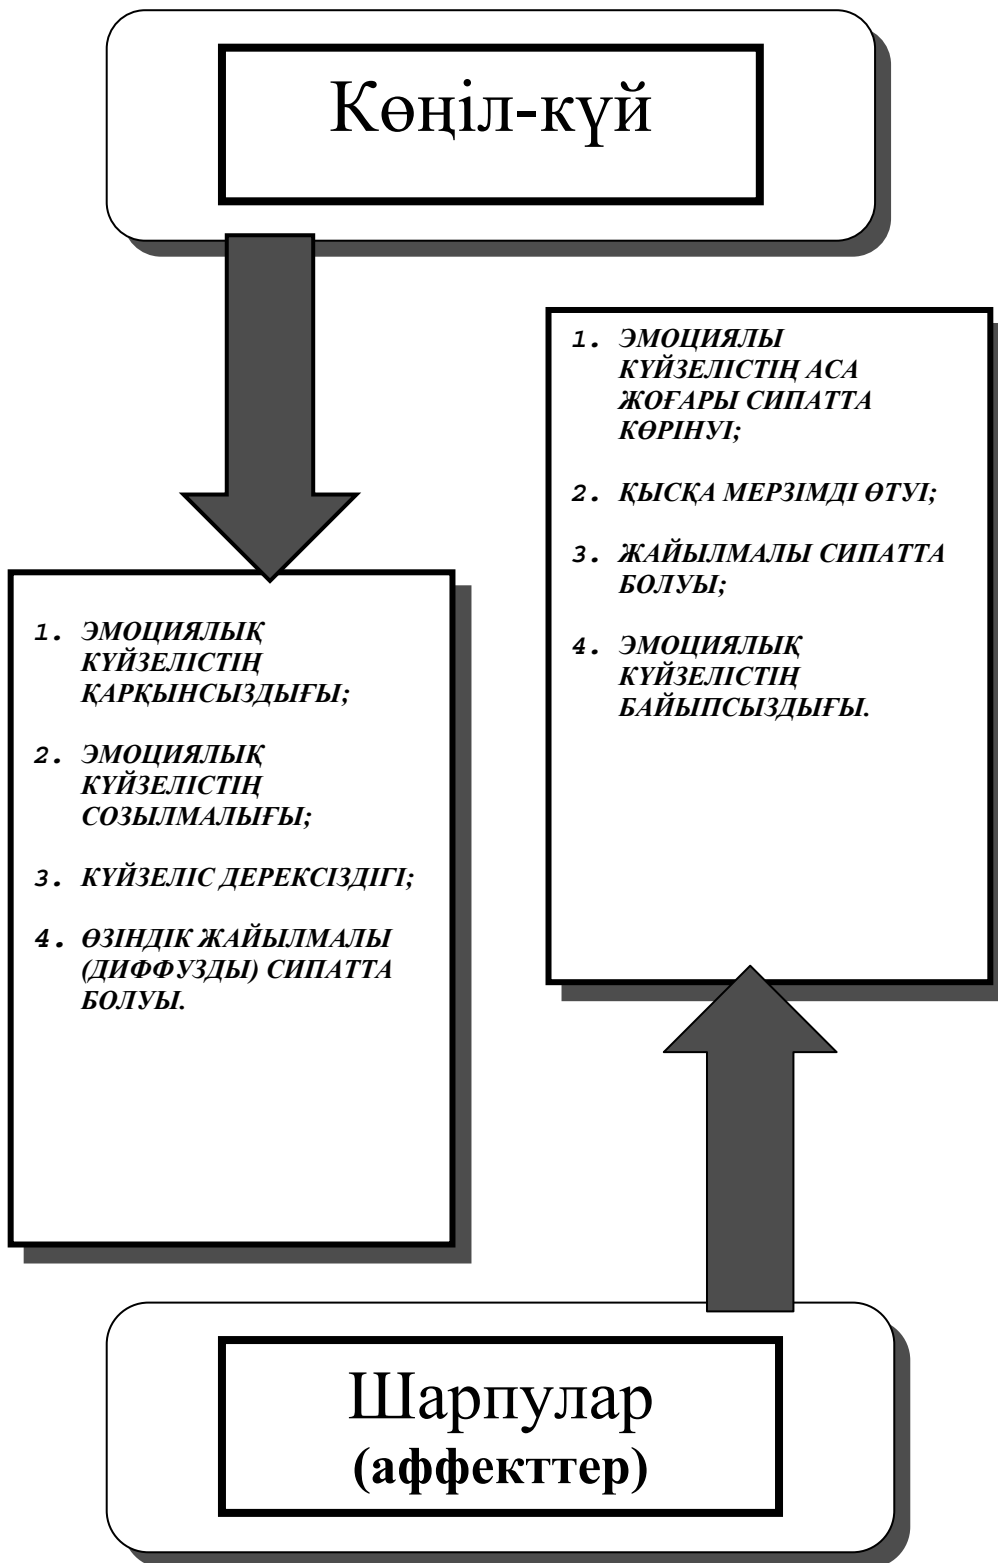 Көңіл-күй
1. ЭМОЦИЯЛЫ
КҮЙЗЕЛІСТІҢ АСА
ЖОҒАРЫ СИПАТТА
КӨРІНУІ;
2. ҚЫСҚА МЕРЗІМДІ ӨТУІ;
3. ЖАЙЫЛМАЛЫ СИПАТТА
БОЛУЫ;
4. ЭМОЦИЯЛЫҚ
КҮЙЗЕЛІСТІҢ
БАЙЫПСЫЗДЫҒЫ.
1. ЭМОЦИЯЛЫҚ
КҮЙЗЕЛІСТІҢ
ҚАРҚЫНСЫЗДЫҒЫ;
2. ЭМОЦИЯЛЫҚ
КҮЙЗЕЛІСТІҢ
СОЗЫЛМАЛЫҒЫ;
3. КҮЙЗЕЛІС ДЕРЕКСІЗДІГІ;
4. ӨЗІНДІК ЖАЙЫЛМАЛЫ
(ДИФФУЗДЫ) СИПАТТА
БОЛУЫ.
Шарпулар
(аффекттер)